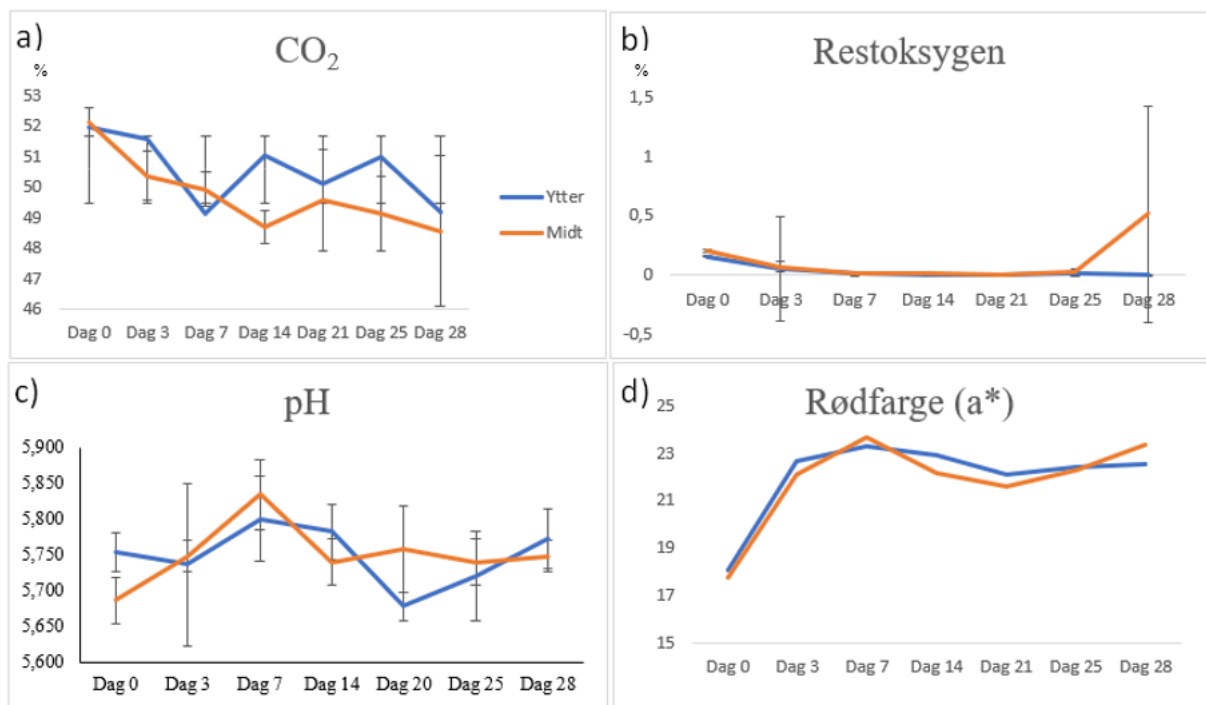 a)
CO₂
%
53
52
51
50
49
48
47
46
Dag 0 Dag 3 Dag 7 Dag 14 Dag 21 Dag 25 Dag 28
Ytter
Midt
b)
Restoksygen
%
1,5
1
0,5
0
-0,5
Dag 0 Dag 3 Dag 7 Dag 14 Dag 21 Dag 25 Dag 28
c)
pH
5,900
5,850
5,800
5,750
5,700
5,650
5,600
Dag 0 Dag 3 Dag 7 Dag 14 Dag 20 Dag 25 Dag 28
d)
Rødfarge (a*)
25
23
21
19
17
15
Dag 0 Dag 3 Dag 7 Dag 14 Dag 21 Dag 25 Dag 28